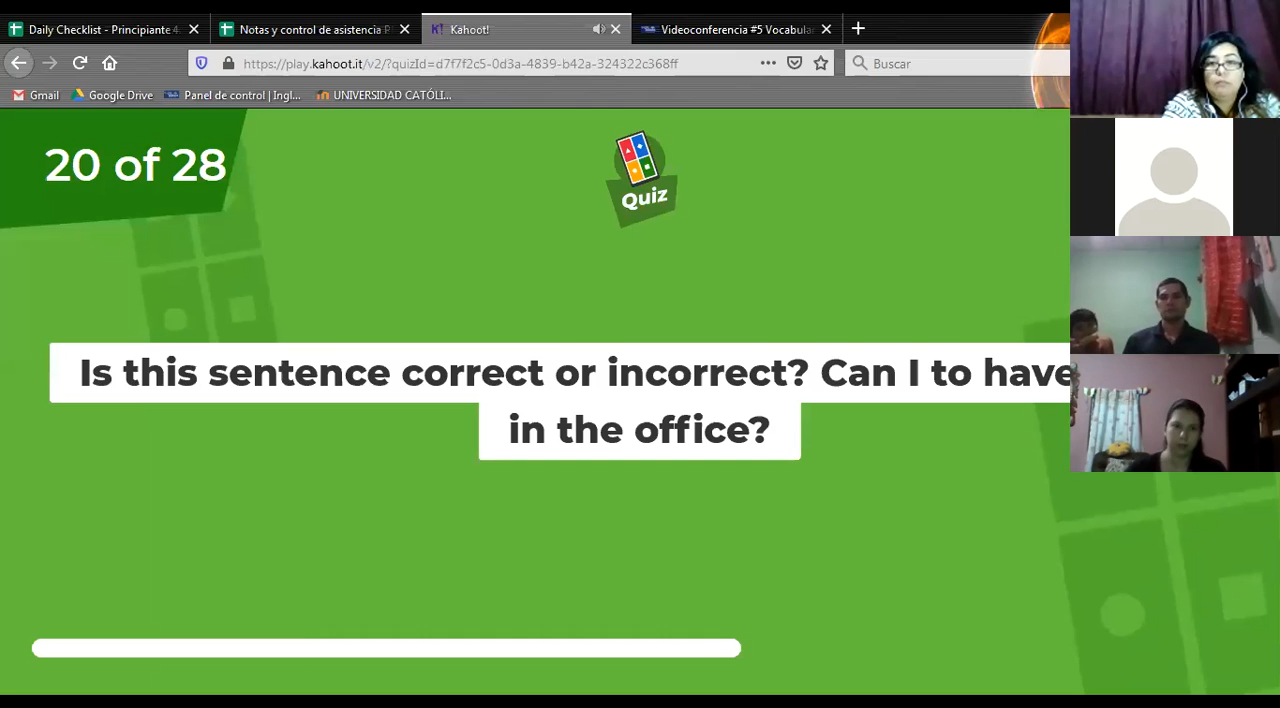 Daily Checklist - Principiante 4
Notas y control de asistencia P
Kahoot!
Videoconferencia #5 Vocabula
https://play.kahoot.it/v2/?quizId=d7f7f2c5-0d3a-4839-b42a-324322c368ff
Buscar
Gmail
Google Drive
Panel de control | Ingl...
UNIVERSIDAD CATÓLI...
20 of 28
Quiz
Is this sentence correct or incorrect? Can I to have
in the office?